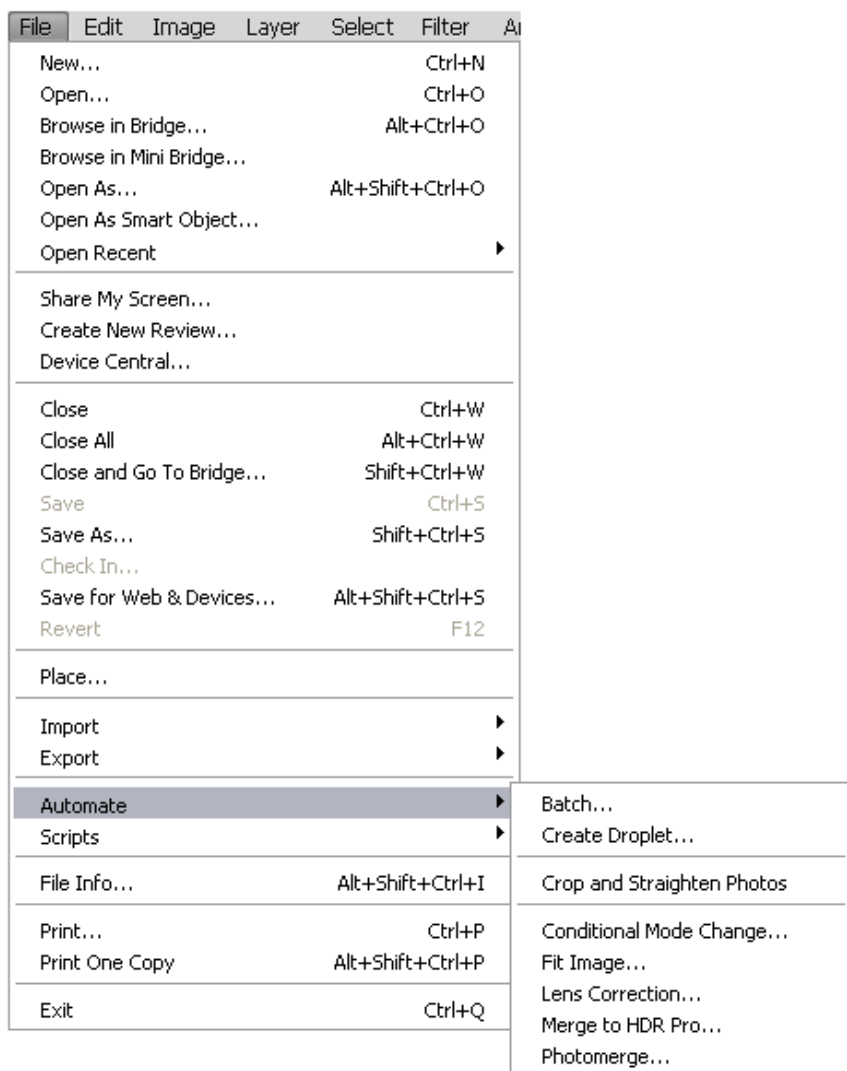 File Edit Image Layer Select Filter
New... Ctrl+N
Open... Ctrl+O
Browse in Bridge... Alt+Ctrl+O
Browse in Mini Bridge...
Open As... Alt+Shift+Ctrl+O
Open As Smart Object...
Open Recent
Share My Screen...
Create New Review...
Device Central...
Close Ctrl+W
Close All Alt+Ctrl+W
Close and Go To Bridge... Shift+Ctrl+W
Save Ctrl+S
Save As... Shift+Ctrl+S
Check In...
Save for Web & Devices... Alt+Shift+Ctrl+S
Revert F12
Place...
Import
Export
Automate
Scripts
File Info... Alt+Shift+Ctrl+I
Print... Ctrl+P
Print One Copy Alt+Shift+Ctrl+P
Exit Ctrl+Q
Batch...
Create Droplet...
Crop and Straighten Photos
Conditional Mode Change...
Fit Image...
Lens Correction...
Merge to HDR Pro...
Photomerge...